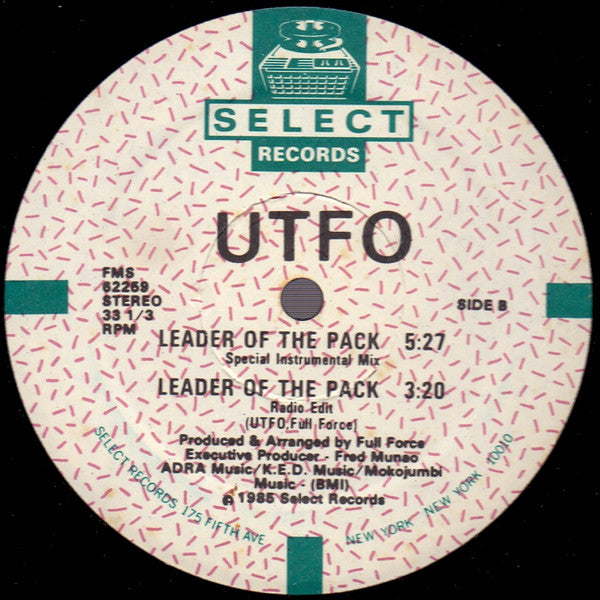 SELECT
RECORDS
UTFO
FMS
62259
STEREO
33 1/3
RPM
SIDE B
LEADER OF THE PACK 5:27
Special Instrumental Mix
LEADER OF THE PACK 3:20
Radio Edit
(UTFO,Full Force)
Produced & Arranged by Full Force
Executive Producer - Fred Munao
ADRA Music/K.E.D. Music/Mokojumbi
Music - (BMI)
℗ 1985 Select Records
SELECT RECORDS 175 FIFTH AVE. NEW YORK NEW YORK 10010